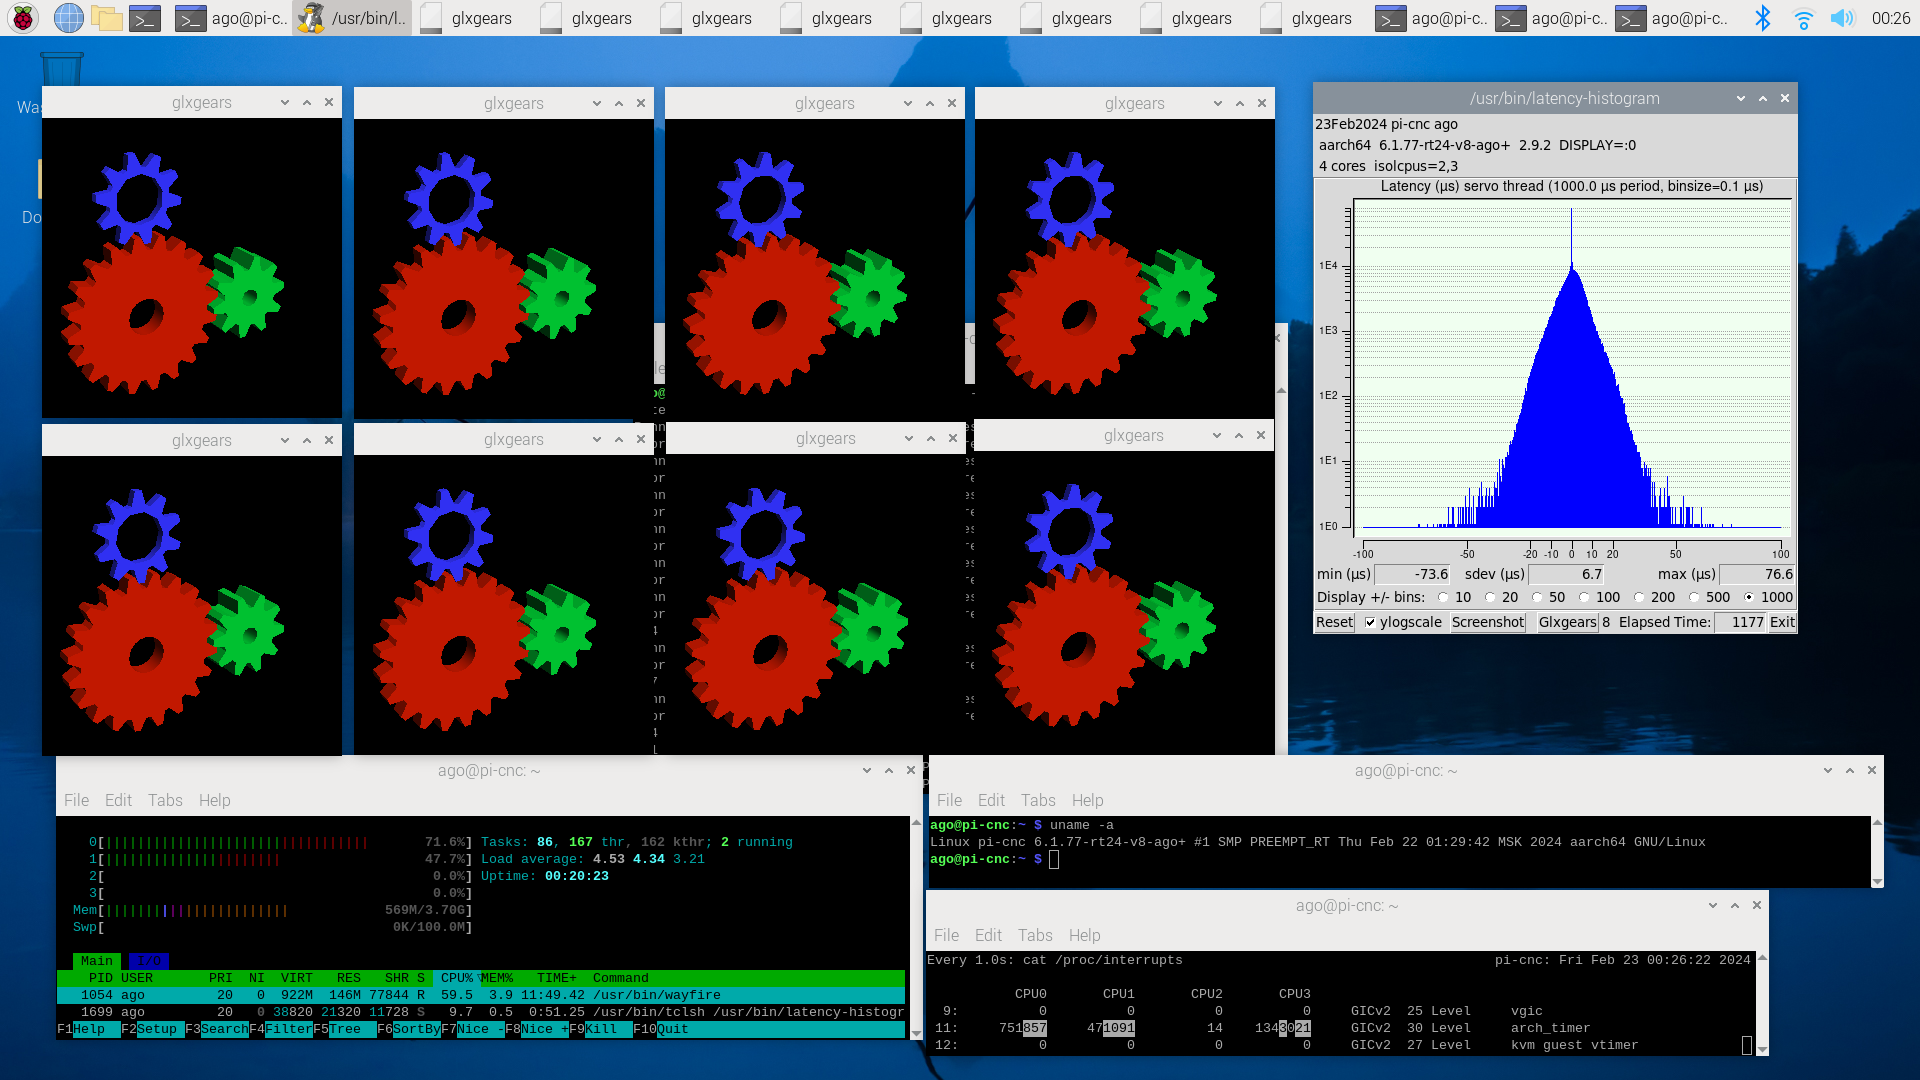 ago@pi-c.. /usr/bin/l.. glxgears glxgears glxgears glxgears glxgears glxgears glxgears glxgears ago@pi-c.. ago@pi-c.. ago@pi-c.. 00:26
glxgears
glxgears
glxgears
glxgears
glxgears
glxgears
glxgears
glxgears
/usr/bin/latency-histogram
23Feb2024 pi-cnc ago
aarch64 6.1.77-rt24-v8-ago+ 2.9.2 DISPLAY=:0
4 cores isolcpus=2,3
Latency (µs) servo thread (1000.0 µs period, binsize=0.1 µs)
1E4
1E3
1E2
1E1
1E0
-100 -50 -20 -10 0 10 20 50 100
min (µs) -73.6 sdev (µs) 6.7 max (µs) 76.6
Display +/- bins: 10 20 50 100 200 500 1000
Reset ylogscale Screenshot Glxgears 8 Elapsed Time: 1177 Exit
ago@pi-cnc: ~
File Edit Tabs Help
0[|||||||||||||||||||||||||||||||||71.6%] Tasks: 86, 167 thr, 162 kthr; 2 running
1[||||||||||||||||||||||47.7%] Load average: 4.53 4.34 3.21
2[ 0.0%] Uptime: 00:20:23
3[ 0.0%]
Mem[|||||||||||||||||||||||569M/3.70G]
Swp[ 0K/100.0M]
Main I/O
PID USER PRI NI VIRT RES SHR S CPU%▽MEM% TIME+ Command
1054 ago 20 0 922M 146M 77844 R 59.5 3.9 11:49.42 /usr/bin/wayfire
1699 ago 20 0 38820 21320 11728 S 9.7 0.5 0:51.25 /usr/bin/tclsh /usr/bin/latency-histogr
F1Help F2Setup F3SearchF4FilterF5Tree F6SortByF7Nice -F8Nice +F9Kill F10Quit
ago@pi-cnc: ~
File Edit Tabs Help
ago@pi-cnc:~ $ uname -a
Linux pi-cnc 6.1.77-rt24-v8-ago+ #1 SMP PREEMPT_RT Thu Feb 22 01:29:42 MSK 2024 aarch64 GNU/Linux
ago@pi-cnc:~ $
ago@pi-cnc: ~
File Edit Tabs Help
Every 1.0s: cat /proc/interrupts pi-cnc: Fri Feb 23 00:26:22 2024
CPU0 CPU1 CPU2 CPU3
9: 0 0 0 0 GICv2 25 Level vgic
11: 751857 471091 14 1343021 GICv2 30 Level arch_timer
12: 0 0 0 0 GICv2 27 Level kvm guest vtimer